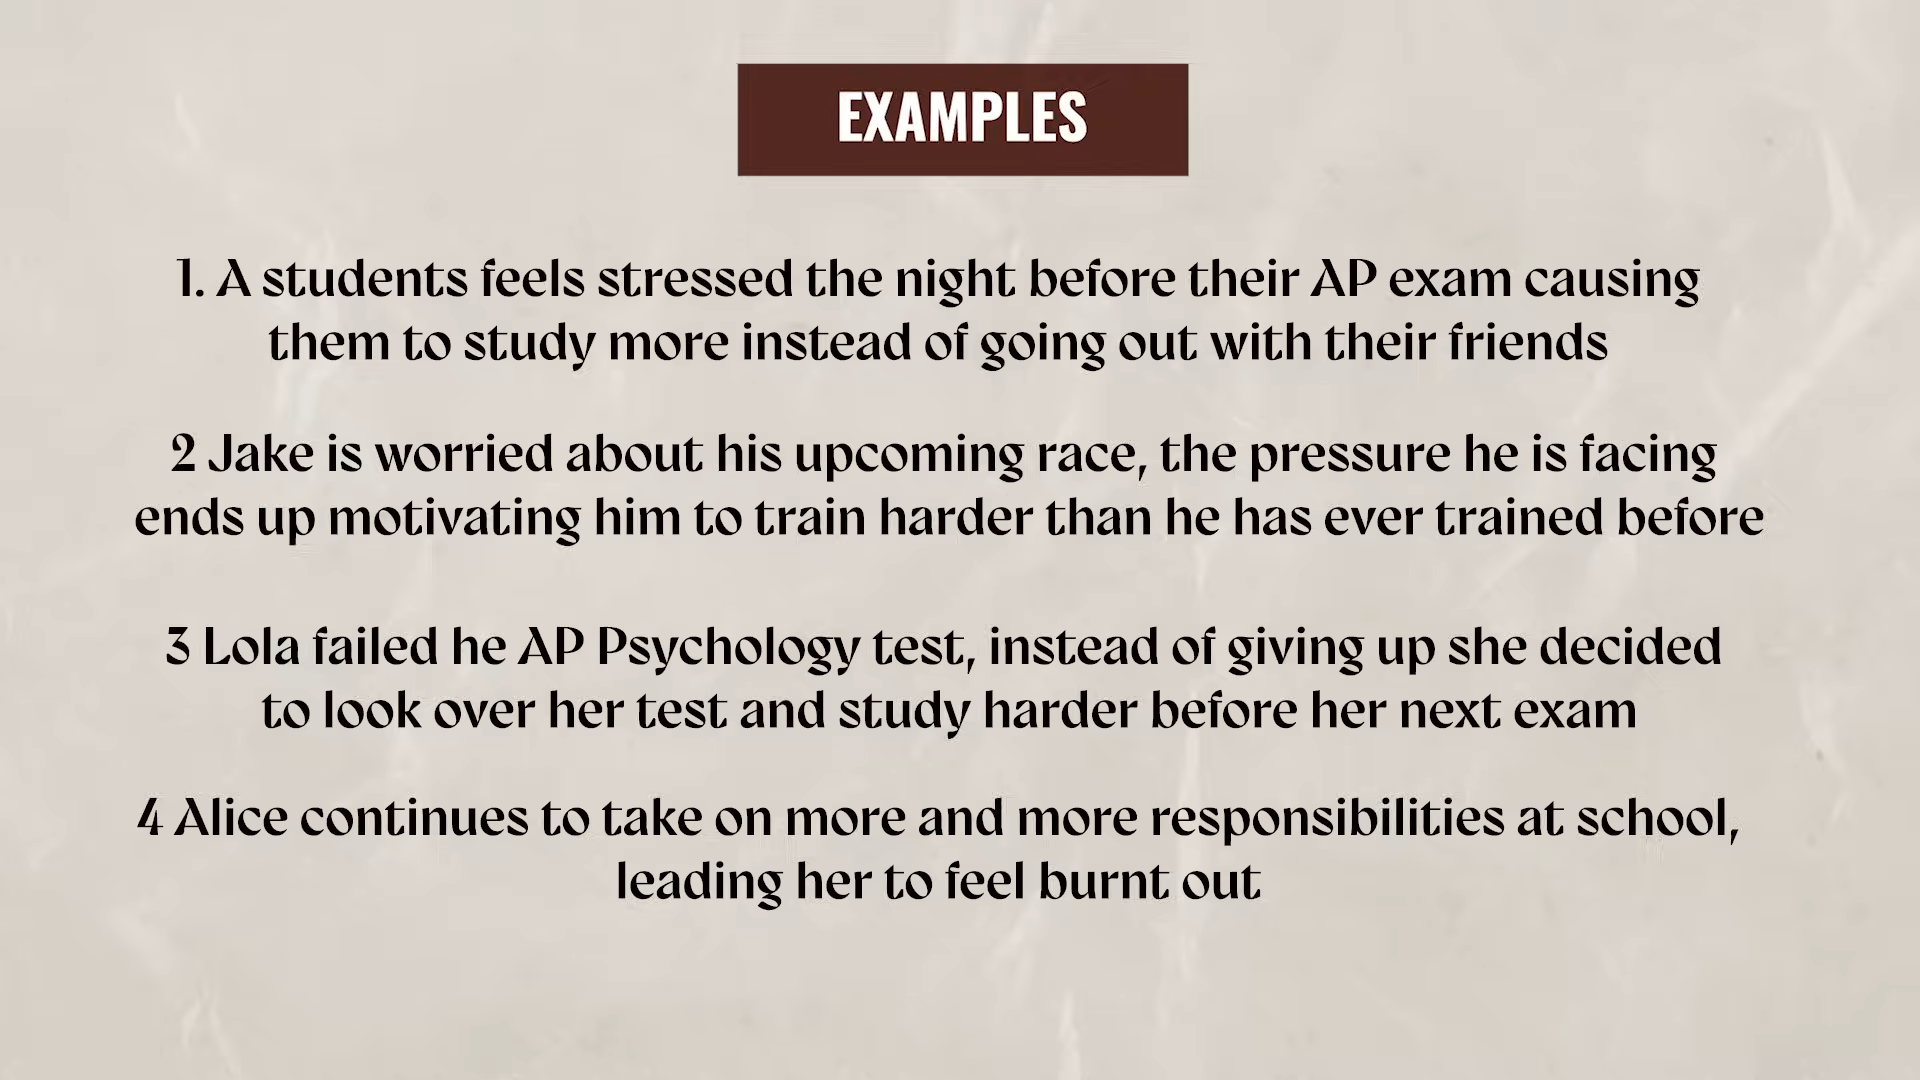 EXAMPLES
1. A students feels stressed the night before their AP exam causing
them to study more instead of going out with their friends
2 Jake is worried about his upcoming race, the pressure he is facing
ends up motivating him to train harder than he has ever trained before
3 Lola failed he AP Psychology test, instead of giving up she decided
to look over her test and study harder before her next exam
4 Alice continues to take on more and more responsibilities at school,
leading her to feel burnt out